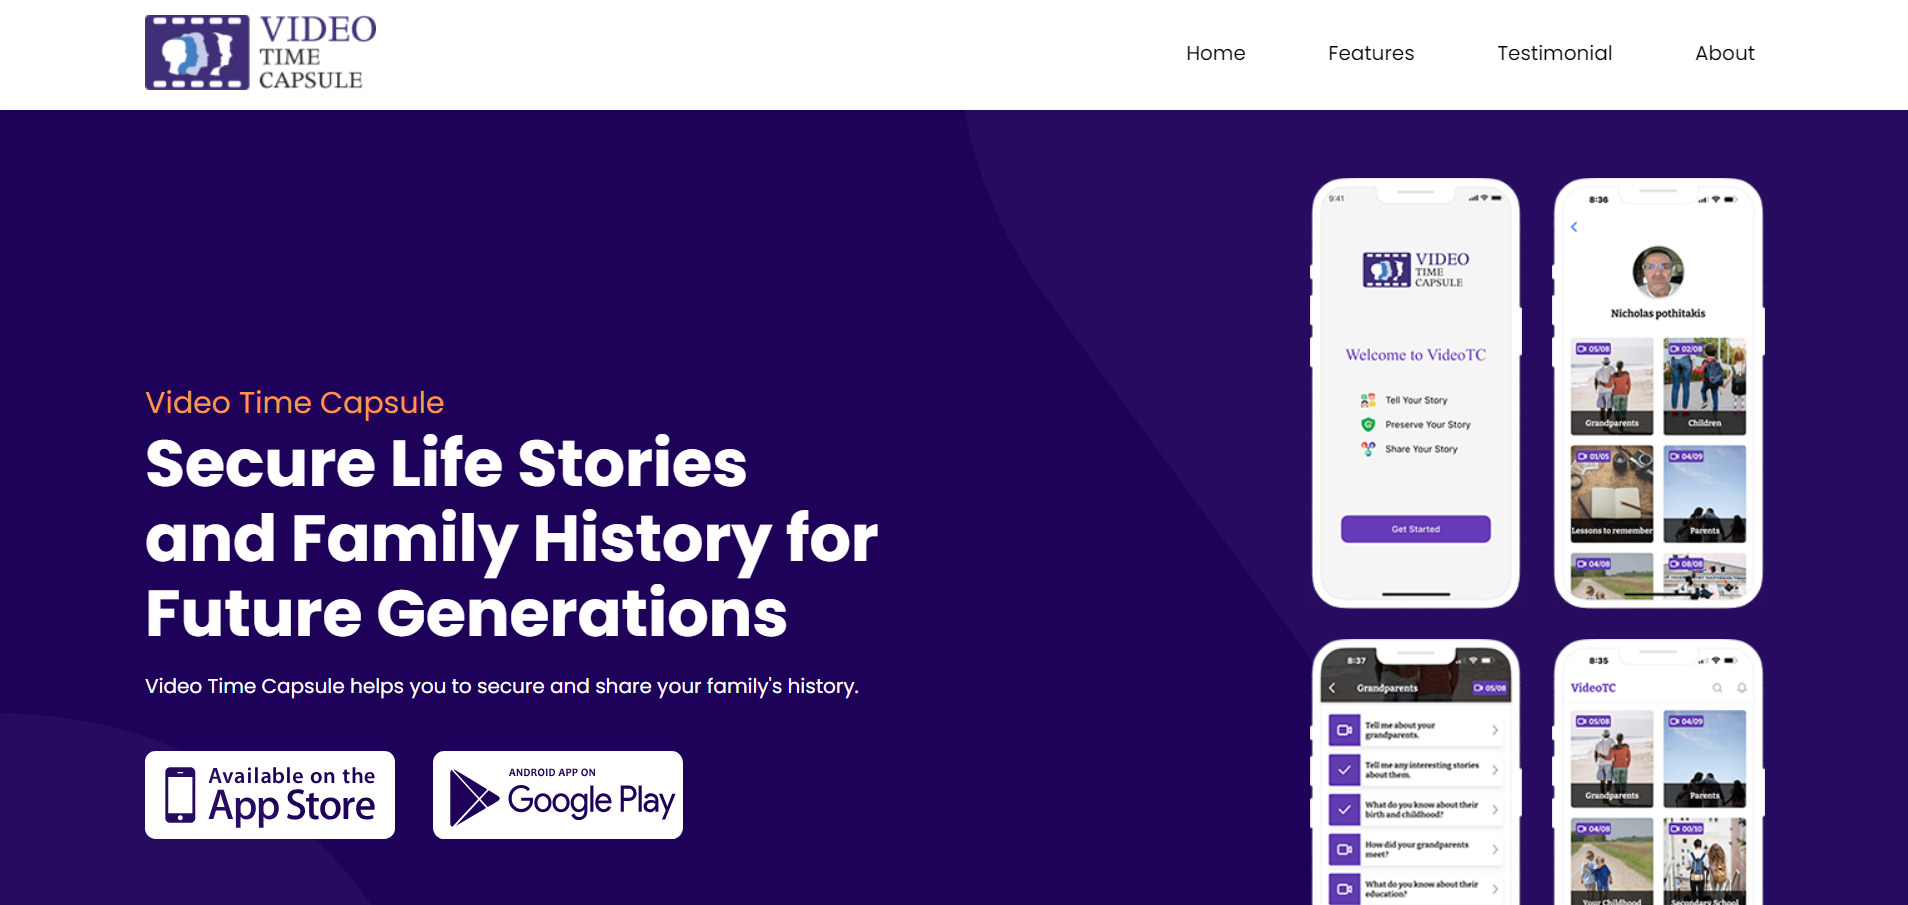 VIDEO
TIME
CAPSULE
Home
Features
Testimonial
About
Video Time Capsule
Secure Life Stories
and Family History for
Future Generations
Video Time Capsule helps you to secure and share your family's history.
Available on the
App Store
ANDROID APP ON
Google Play
9:41
VIDEO
TIME
CAPSULE
Welcome to VideoTC
Tell Your Story
Preserve Your Story
Share Your Story
Get Started
8:36
Nicholas pothitakis
05/08
Grandparents
02/08
Children
01/05
Lessons to remember
04/09
Parents
04/08
08/08
8:37
Grandparents
05/08
Tell me about your
grandparents.
Tell me any interesting stories
about them.
What do you know about their
birth and childhood?
How did your grandparents
meet?
What do you know about their
education?
8:35
VideoTC
05/08
Grandparents
04/09
Parents
04/08
Your Childhood
00/10
Secondary School